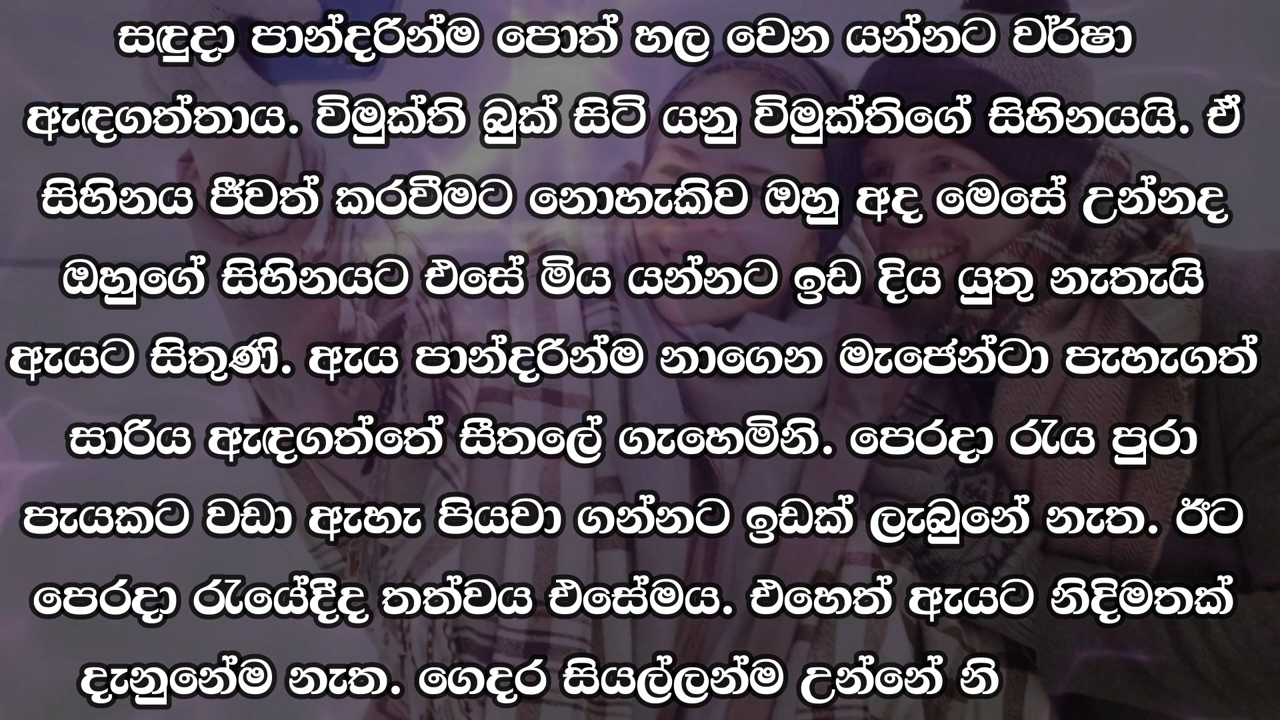 සඳුදා පාන්දරින්ම පොත් හල වෙන යන්නට වර්ෂා
ඇඳගත්තාය. විමුක්ති බුක් සිටි යනු විමුක්තිගේ සිහිනයයි. ඒ
සිහිනය ජීවත් කරවීමට නොහැකිව ඔහු අද මෙසේ උන්නද
ඔහුගේ සිහිනයට එසේ මිය යන්නට ඉඩ දිය යුතු නැතැයි
ඇයට සිතුණි. ඇය පාන්දරින්ම නාගෙන මැජෙන්ටා පැහැගත්
සාරිය ඇඳගත්තේ සීතලේ ගැහෙමිනි. පෙරදා රැය පුරා
පැයකට වඩා ඇහැ පියවා ගන්නට ඉඩක් ලැබුනේ නැත. ඊට
පෙරදා රැයේදීද තත්වය එසේමය. එහෙත් ඇයට නිදිමතක්
දැනුනේම නැත. ගෙදර සියල්ලන්ම උන්නේ නි